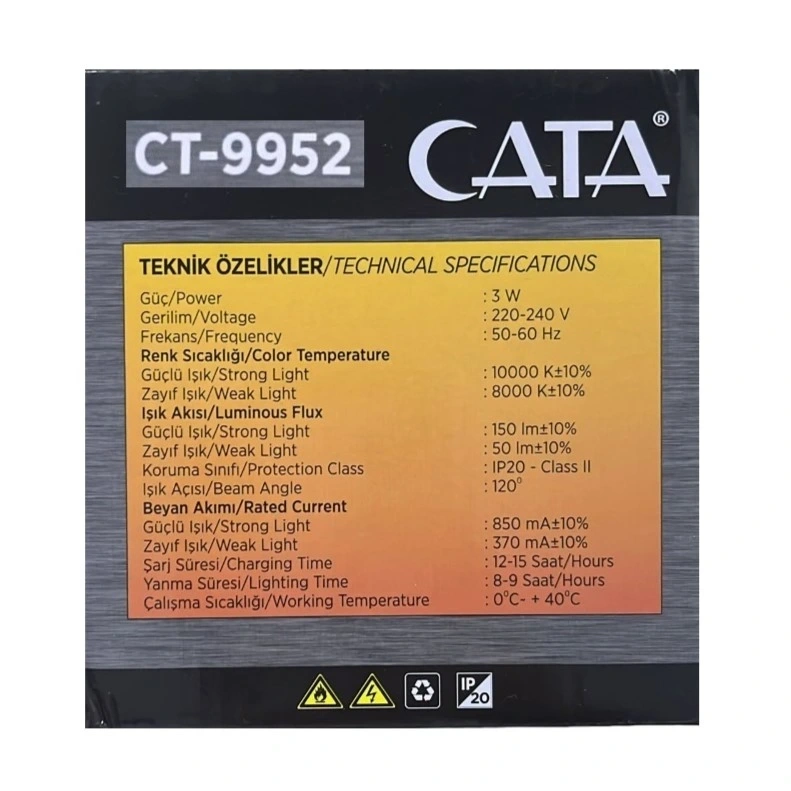 CT-9952
CATA®
TEKNİK ÖZELİKLER/TECHNICAL SPECIFICATIONS
Güç/Power : 3 W
Gerilim/Voltage : 220-240 V
Frekans/Frequency : 50-60 Hz
Renk Sıcaklığı/Color Temperature
Güçlü Işık/Strong Light : 10000 K±10%
Zayıf Işık/Weak Light : 8000 K±10%
Işık Akısı/Luminous Flux
Güçlü Işık/Strong Light : 150 lm±10%
Zayıf Işık/Weak Light : 50 lm±10%
Koruma Sınıfı/Protection Class : IP20 - Class II
Işık Açısı/Beam Angle : 120°
Beyan Akımı/Rated Current
Güçlü Işık/Strong Light : 850 mA±10%
Zayıf Işık/Weak Light : 370 mA±10%
Şarj Süresi/Charging Time : 12-15 Saat/Hours
Yanma Süresi/Lighting Time : 8-9 Saat/Hours
Çalışma Sıcaklığı/Working Temperature : 0°C- + 40°C
IP
20